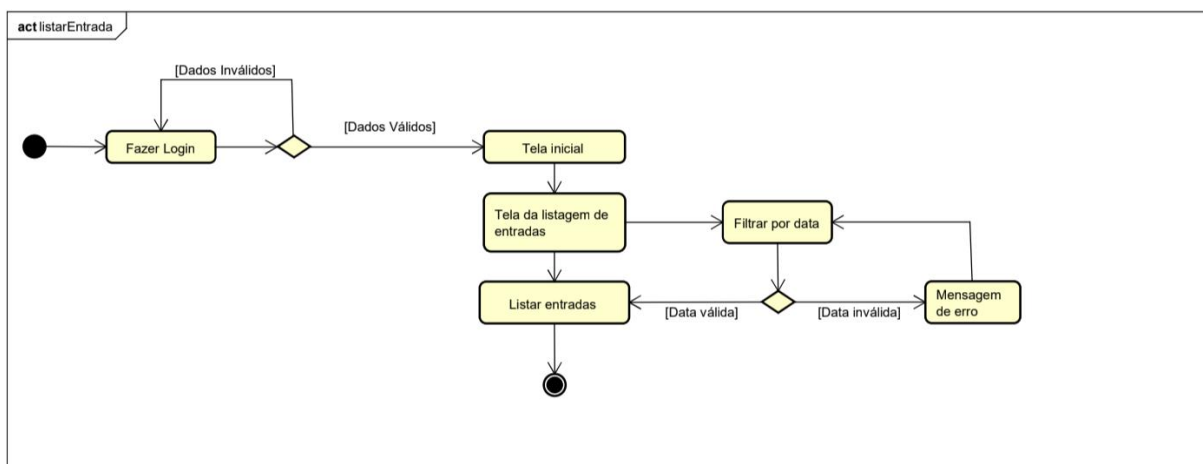 act listarEntrada
[Dados Inválidos]
[Dados Válidos]
Fazer Login
Tela inicial
Tela da listagem de
entradas
Filtrar por data
Listar entradas
[Data válida]
[Data inválida]
Mensagem
de erro